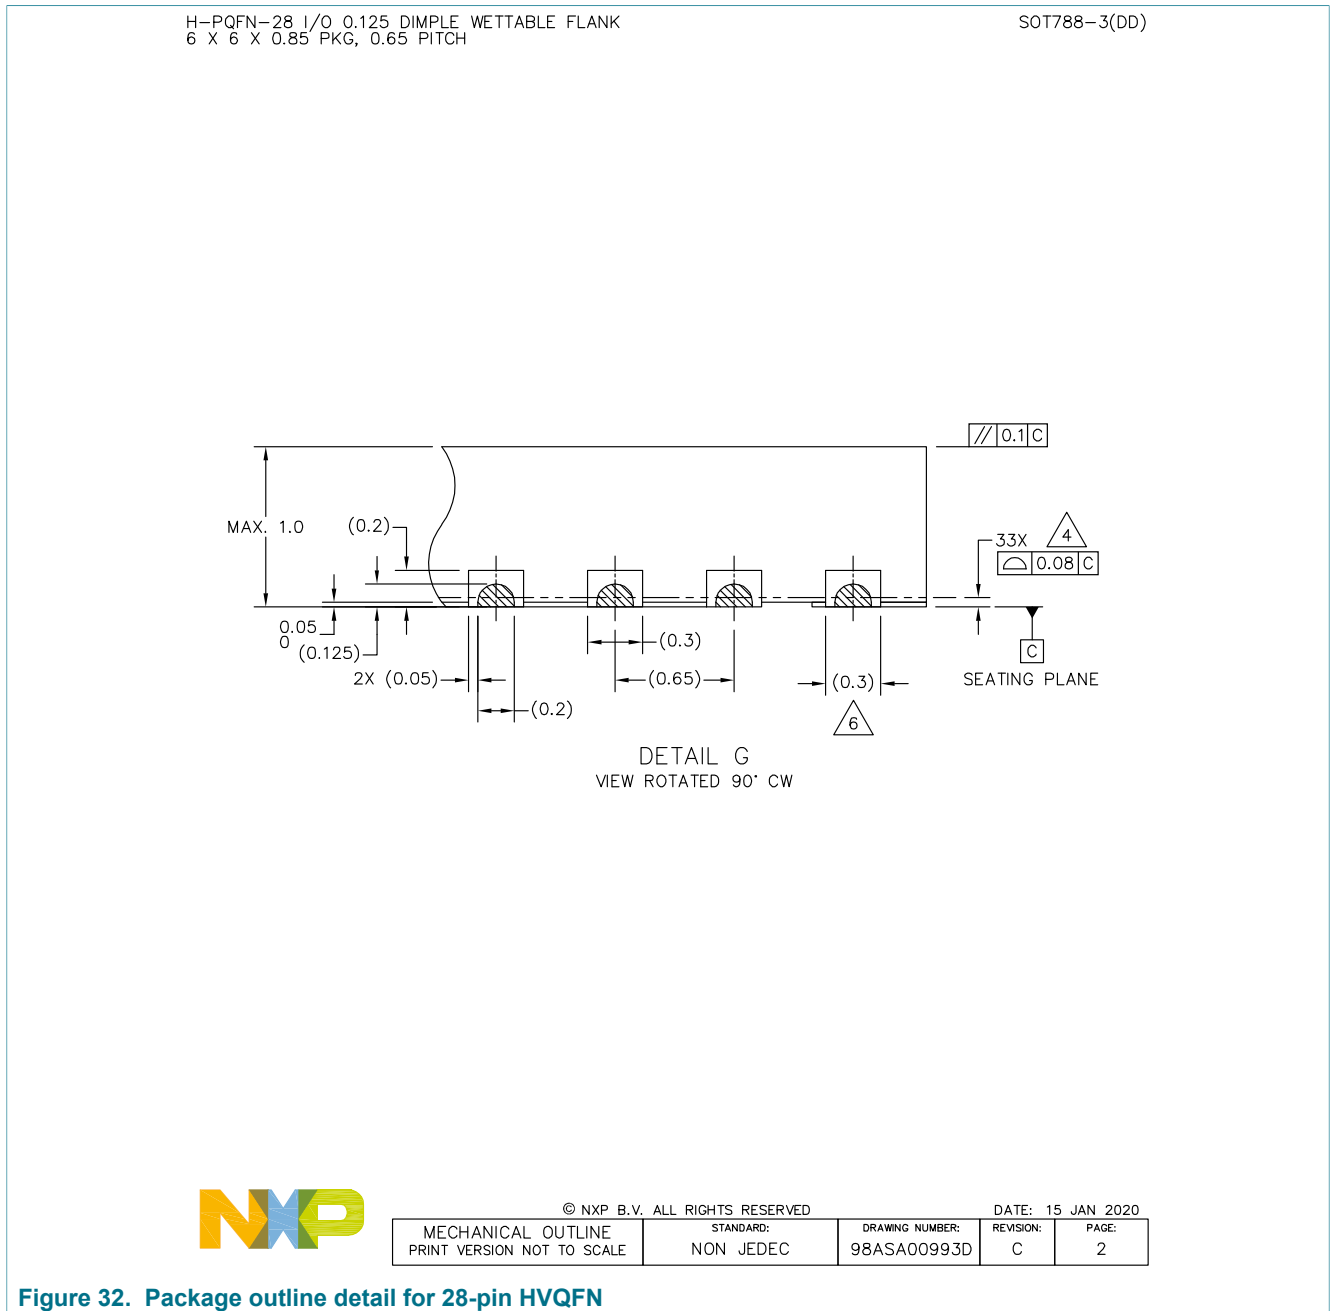 H-PQFN-28 I/O 0.125 DIMPLE WETTABLE FLANK
6 X 6 X 0.85 PKG, 0.65 PITCH
SOT788-3(DD)
// 0.1 C
MAX. 1.0
(0.2)
33X 4
0.08 C
0.05
0
(0.125)
(0.3)
C
2X (0.05)
(0.65)
(0.3)
SEATING PLANE
(0.2)
6
DETAIL G
VIEW ROTATED 90° CW
NXP
© NXP B.V. ALL RIGHTS RESERVED
DATE: 15 JAN 2020
MECHANICAL OUTLINE
PRINT VERSION NOT TO SCALE
STANDARD:
NON JEDEC
DRAWING NUMBER:
98ASA00993D
REVISION:
C
PAGE:
2
Figure 32. Package outline detail for 28-pin HVQFN